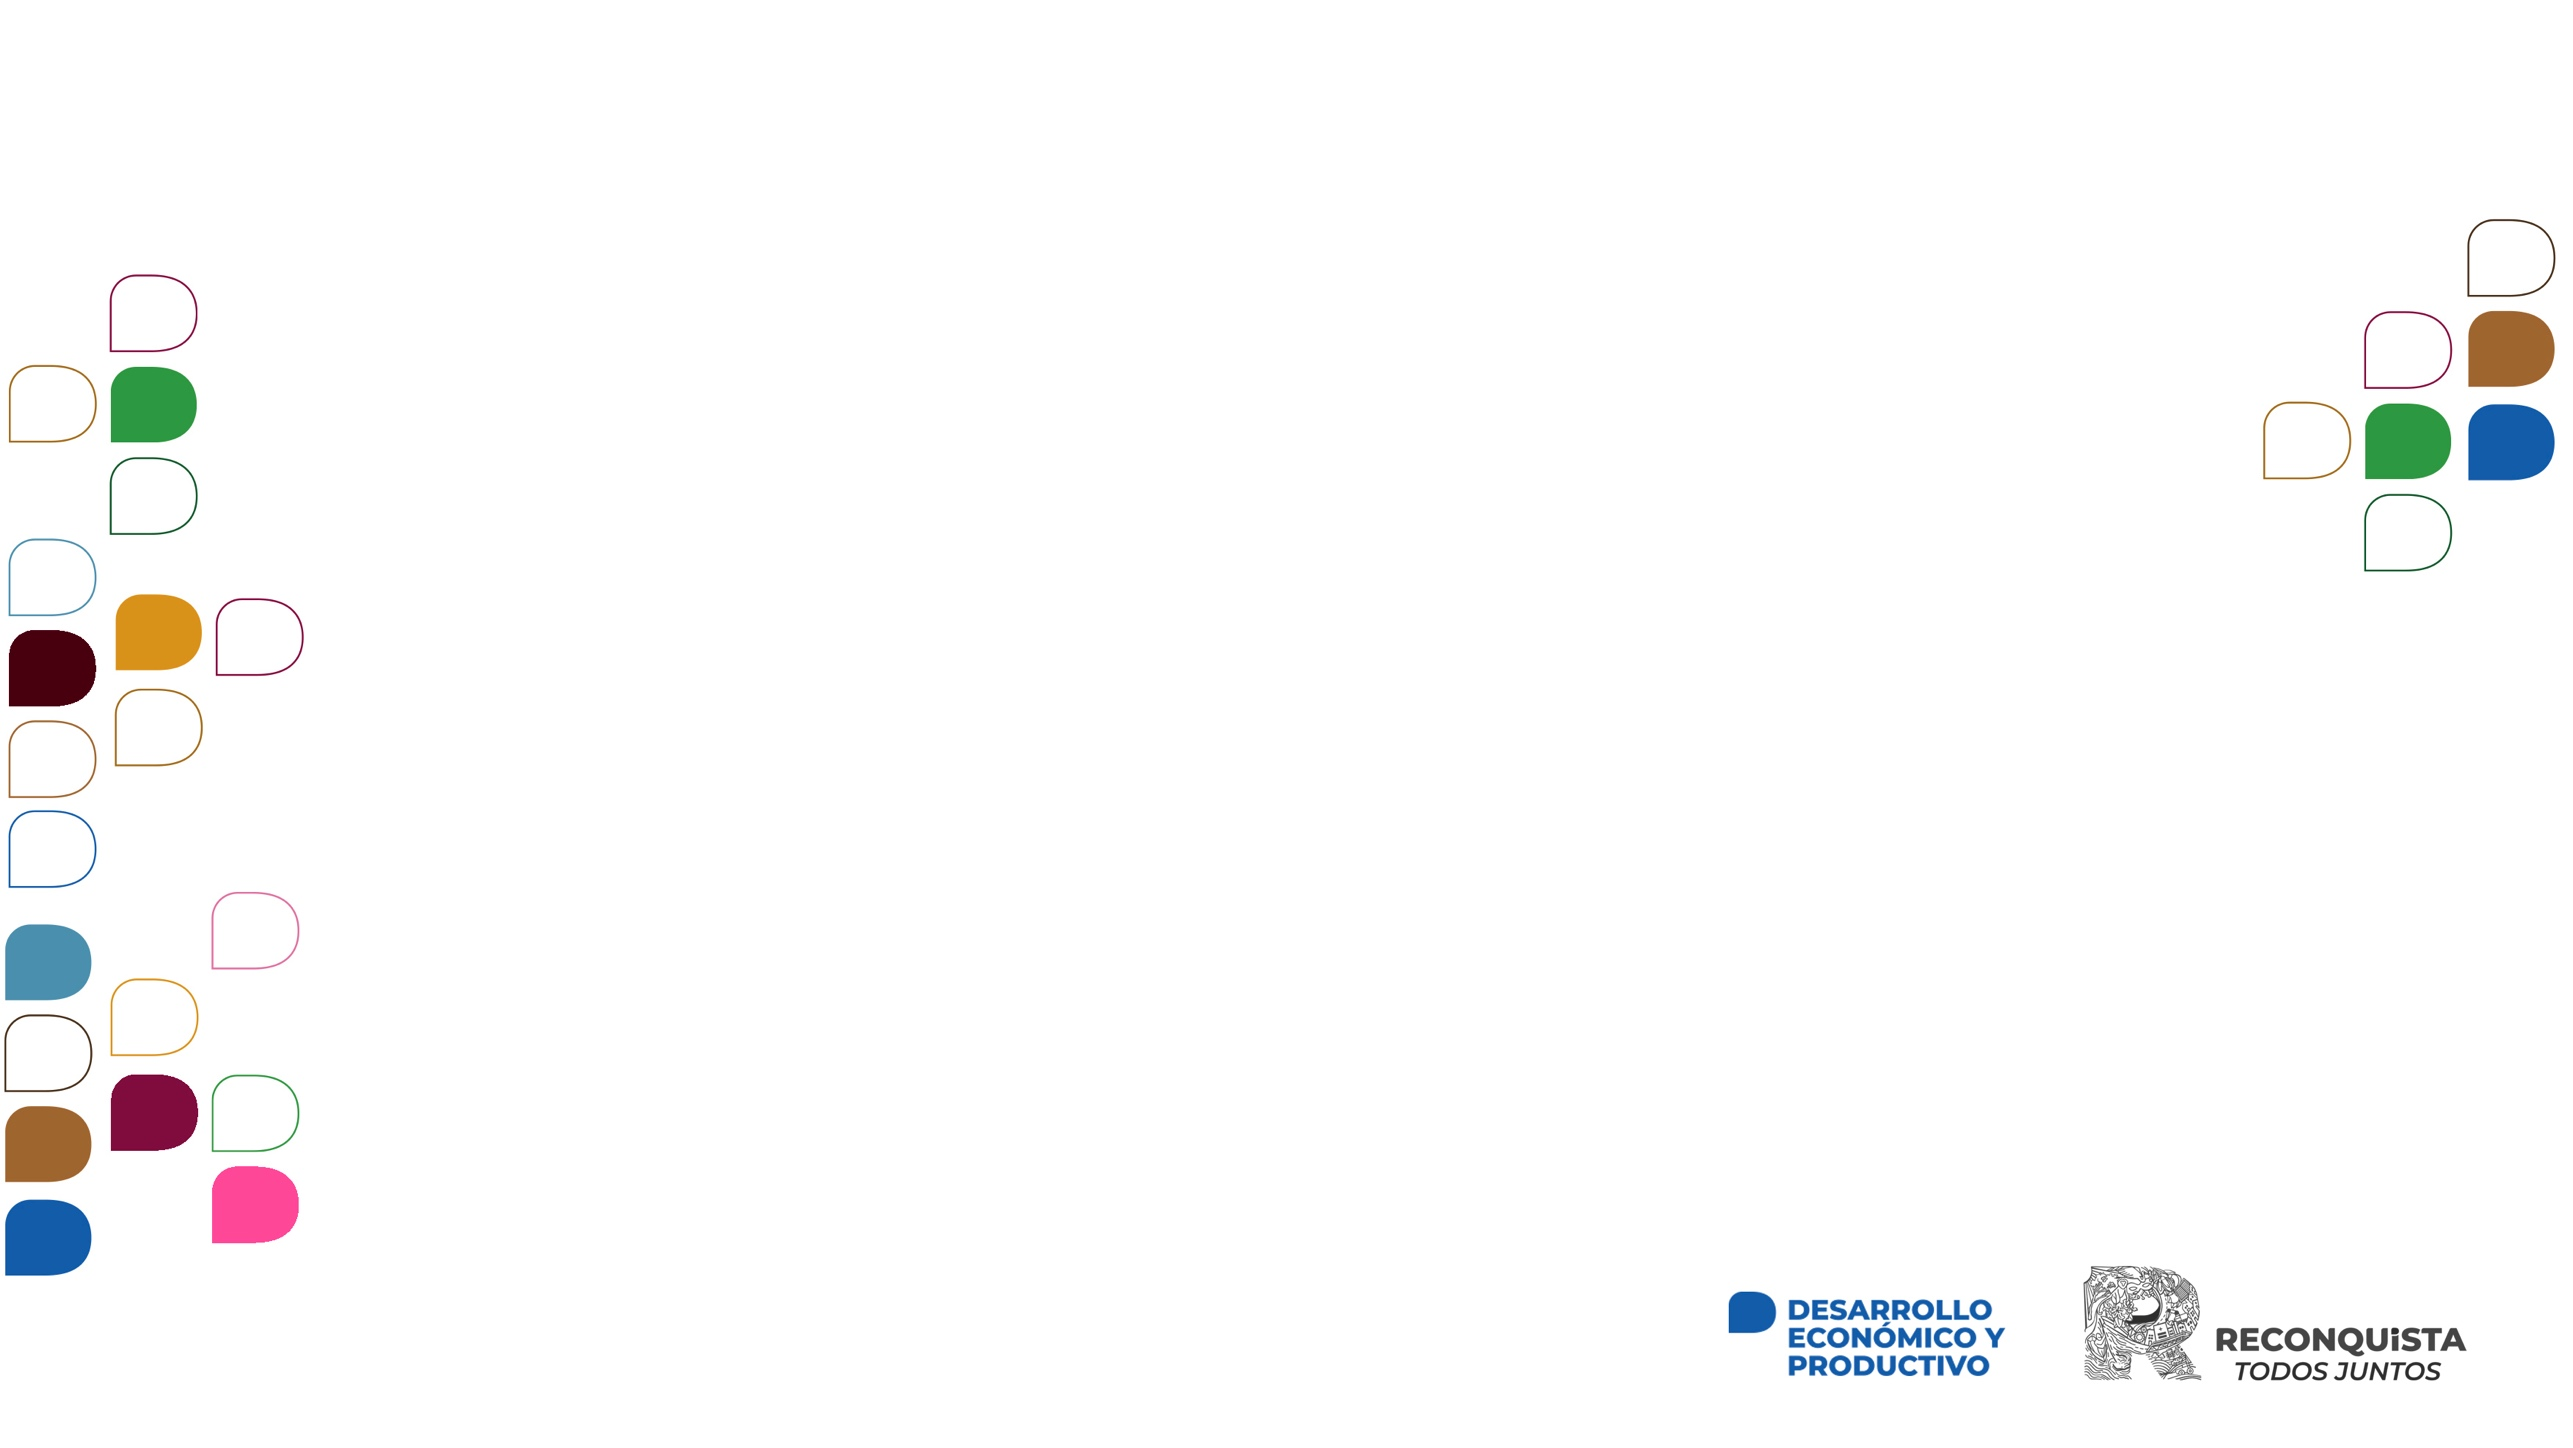 DESARROLLO
ECONÓMICO Y
PRODUCTIVO
R
RECONQUiSTA
TODOS JUNTOS